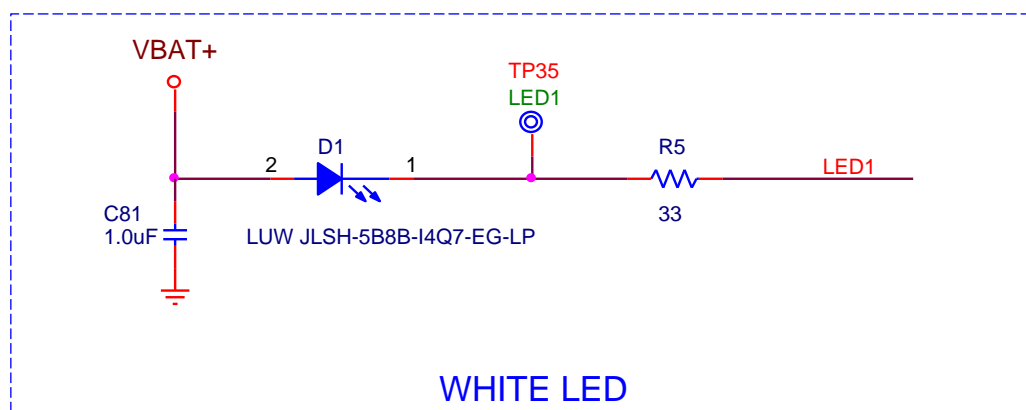 VBAT+
TP35
LED1
D1
R5
2
1
LED1
C81
1.0uF
LUW JLSH-5B8B-I4Q7-EG-LP
33
WHITE LED